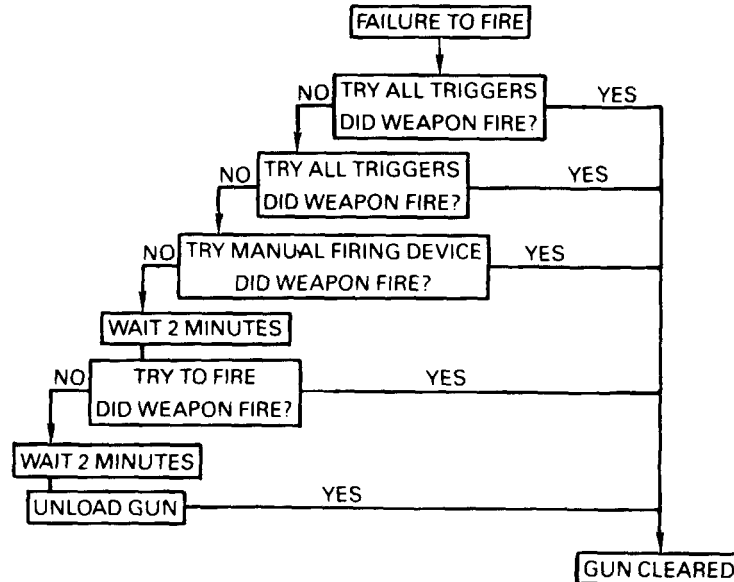 FAILURE TO FIRE
NO
TRY ALL TRIGGERS
DID WEAPON FIRE?
YES
NO
TRY ALL TRIGGERS
DID WEAPON FIRE?
YES
NO
TRY MANUAL FIRING DEVICE
DID WEAPON FIRE?
YES
WAIT 2 MINUTES
NO
TRY TO FIRE
DID WEAPON FIRE?
YES
WAIT 2 MINUTES
UNLOAD GUN
YES
GUN CLEARED